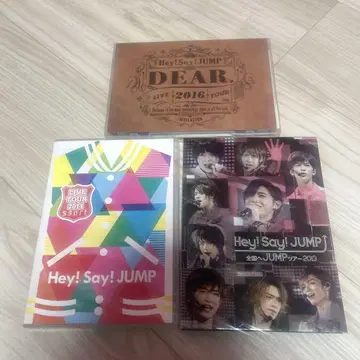 Hey! Say! JUMP
DEAR.
LIVE 2016 TOUR
LIVE
TOUR
2014
smart
Hey! Say! JUMP
Hey! Say! JUMP
全国へJUMPツアー2013